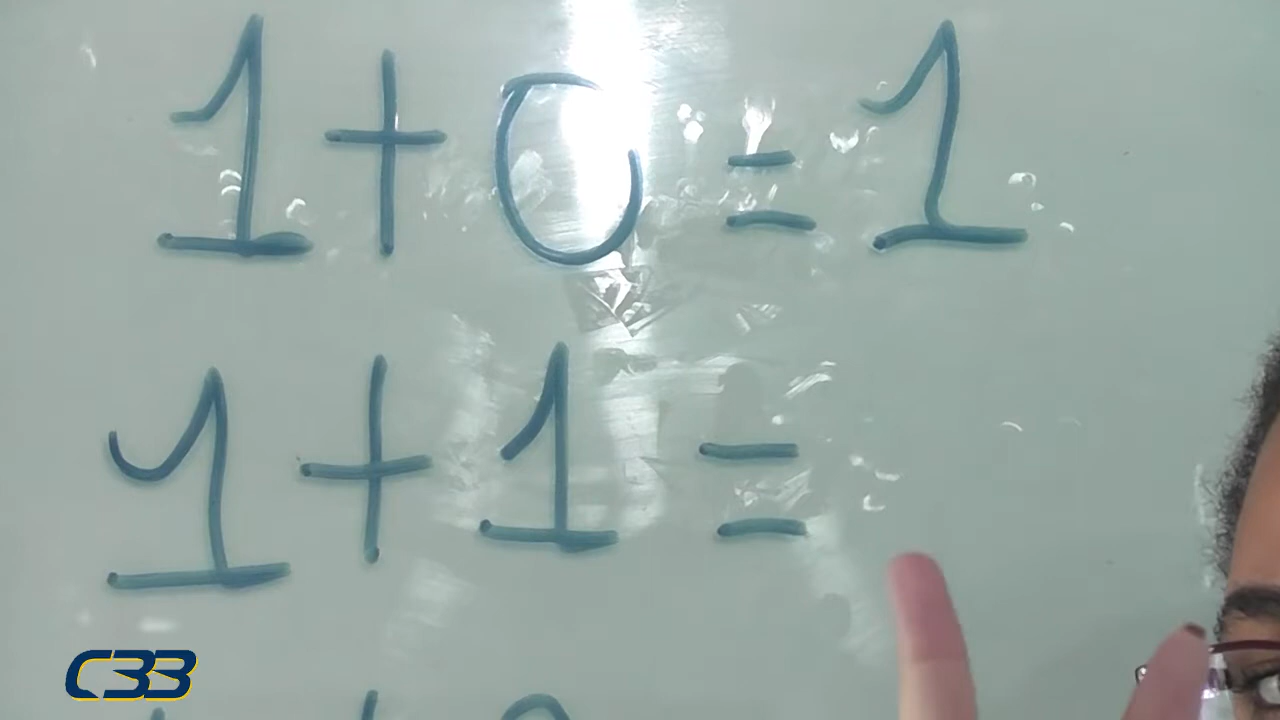 1 + 0 = 1
1 + 1 =
C33